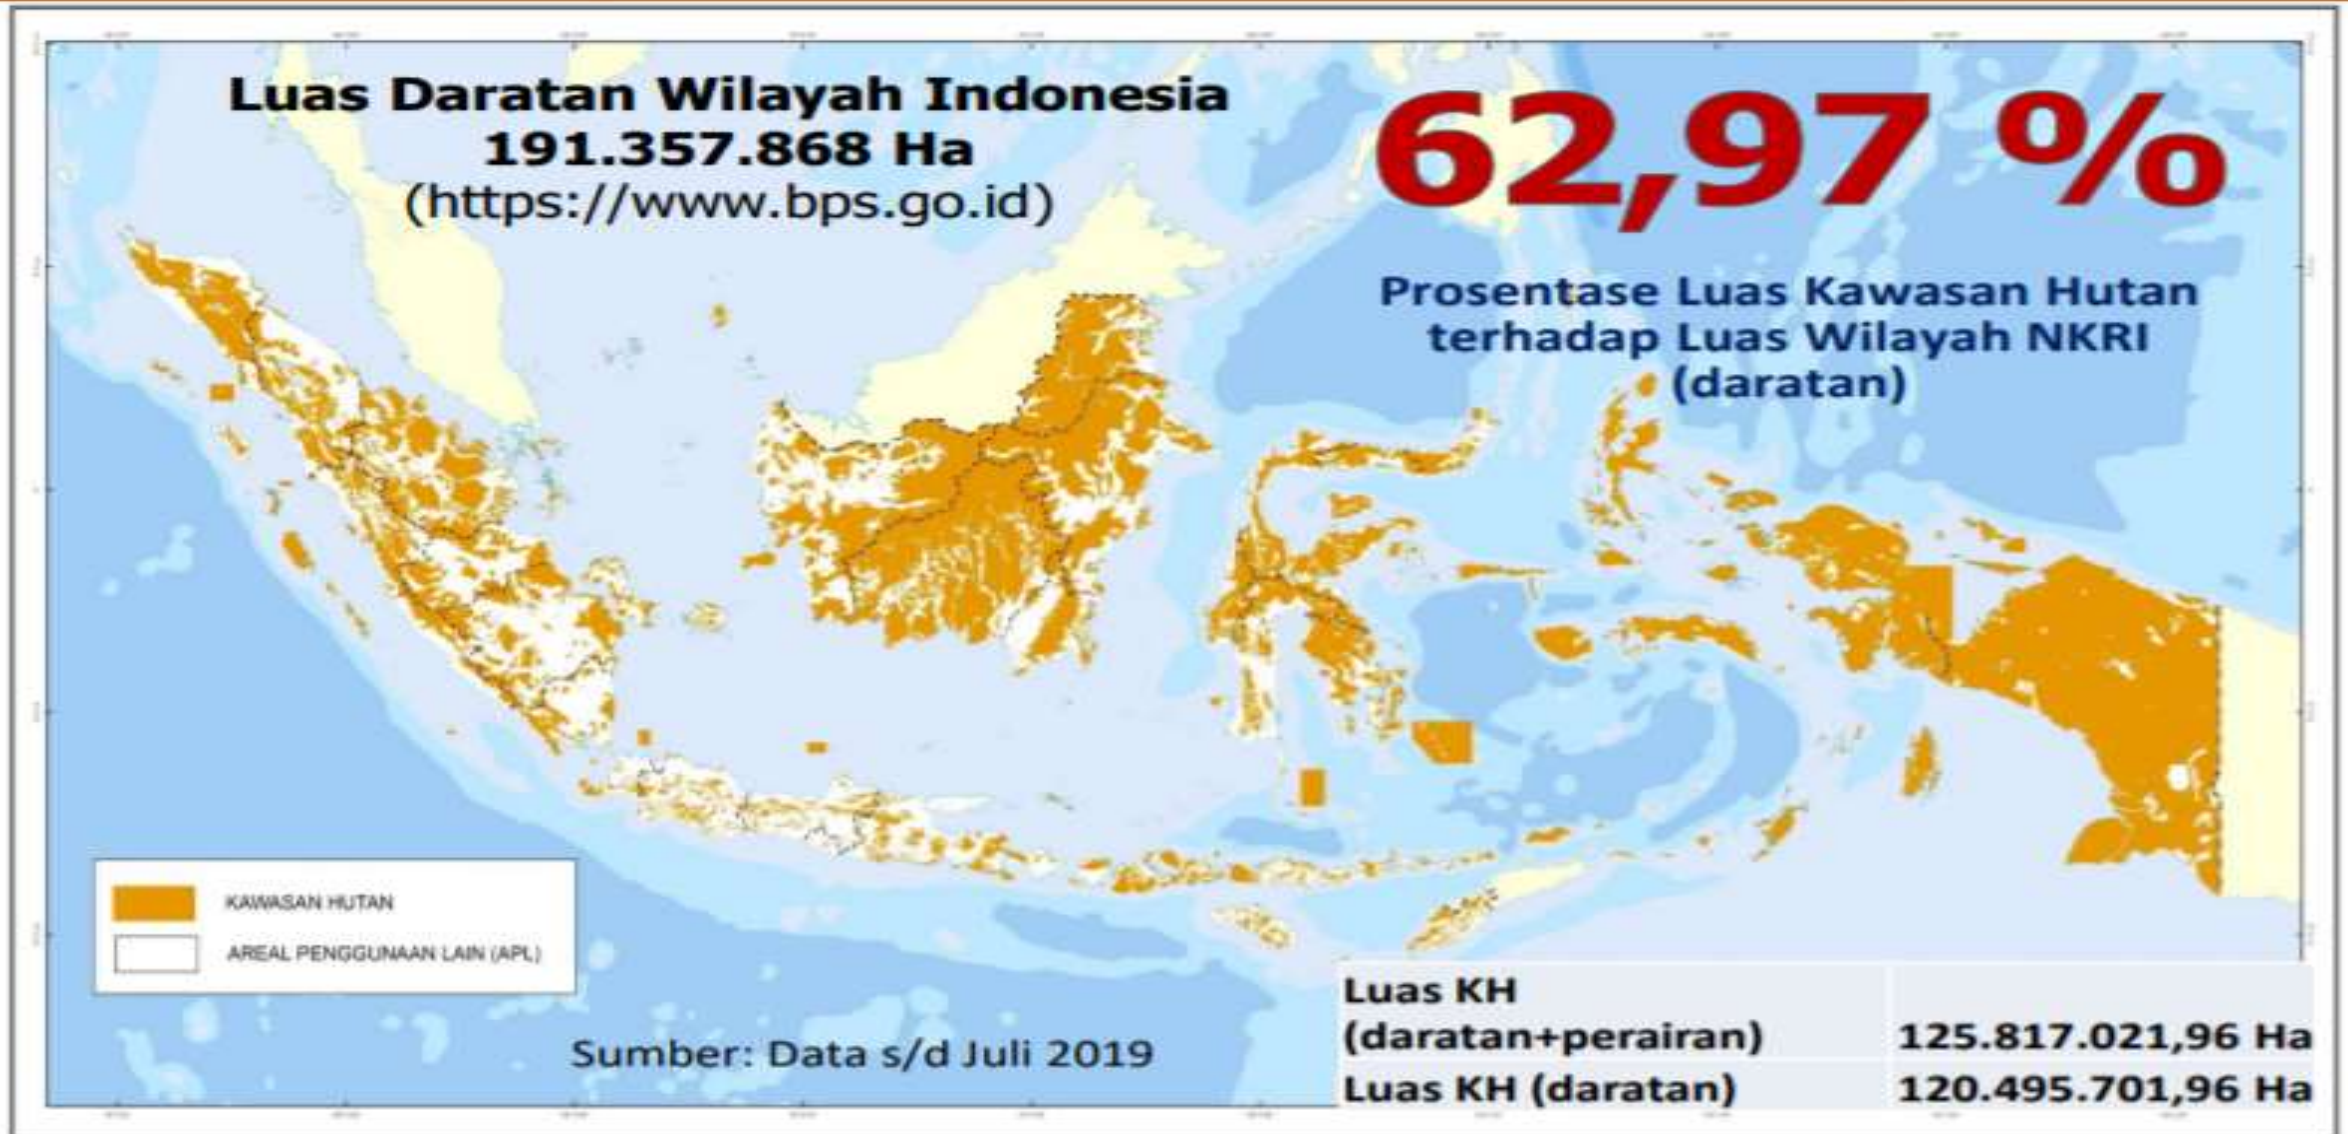 Luas Daratan Wilayah Indonesia
191.357.868 Ha
(https://www.bps.go.id)
62,97 %
Prosentase Luas Kawasan Hutan
terhadap Luas Wilayah NKRI
(daratan)
KAWASAN HUTAN
AREAL PENGGUNAAN LAIN (APL)
Sumber: Data s/d Juli 2019
Luas KH
(daratan+perairan) 125.817.021,96 Ha
Luas KH (daratan) 120.495.701,96 Ha